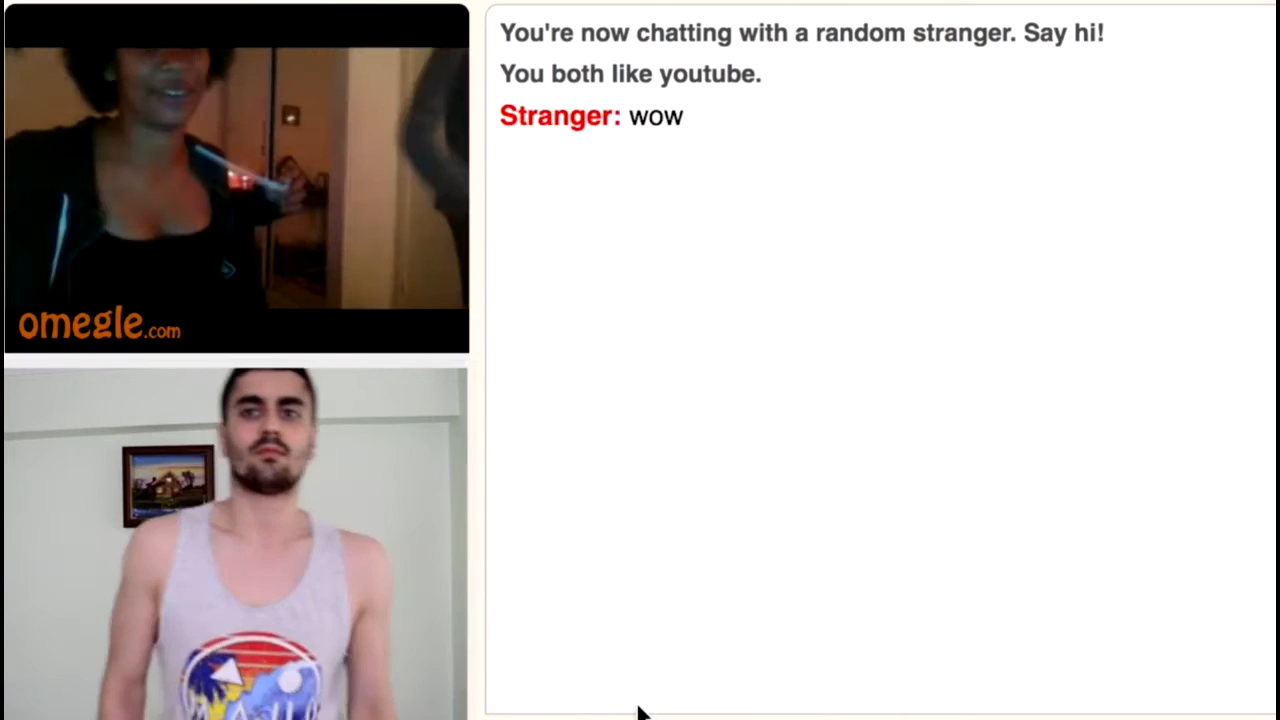 You're now chatting with a random stranger. Say hi!
You both like youtube.
Stranger: wow
omegle.com